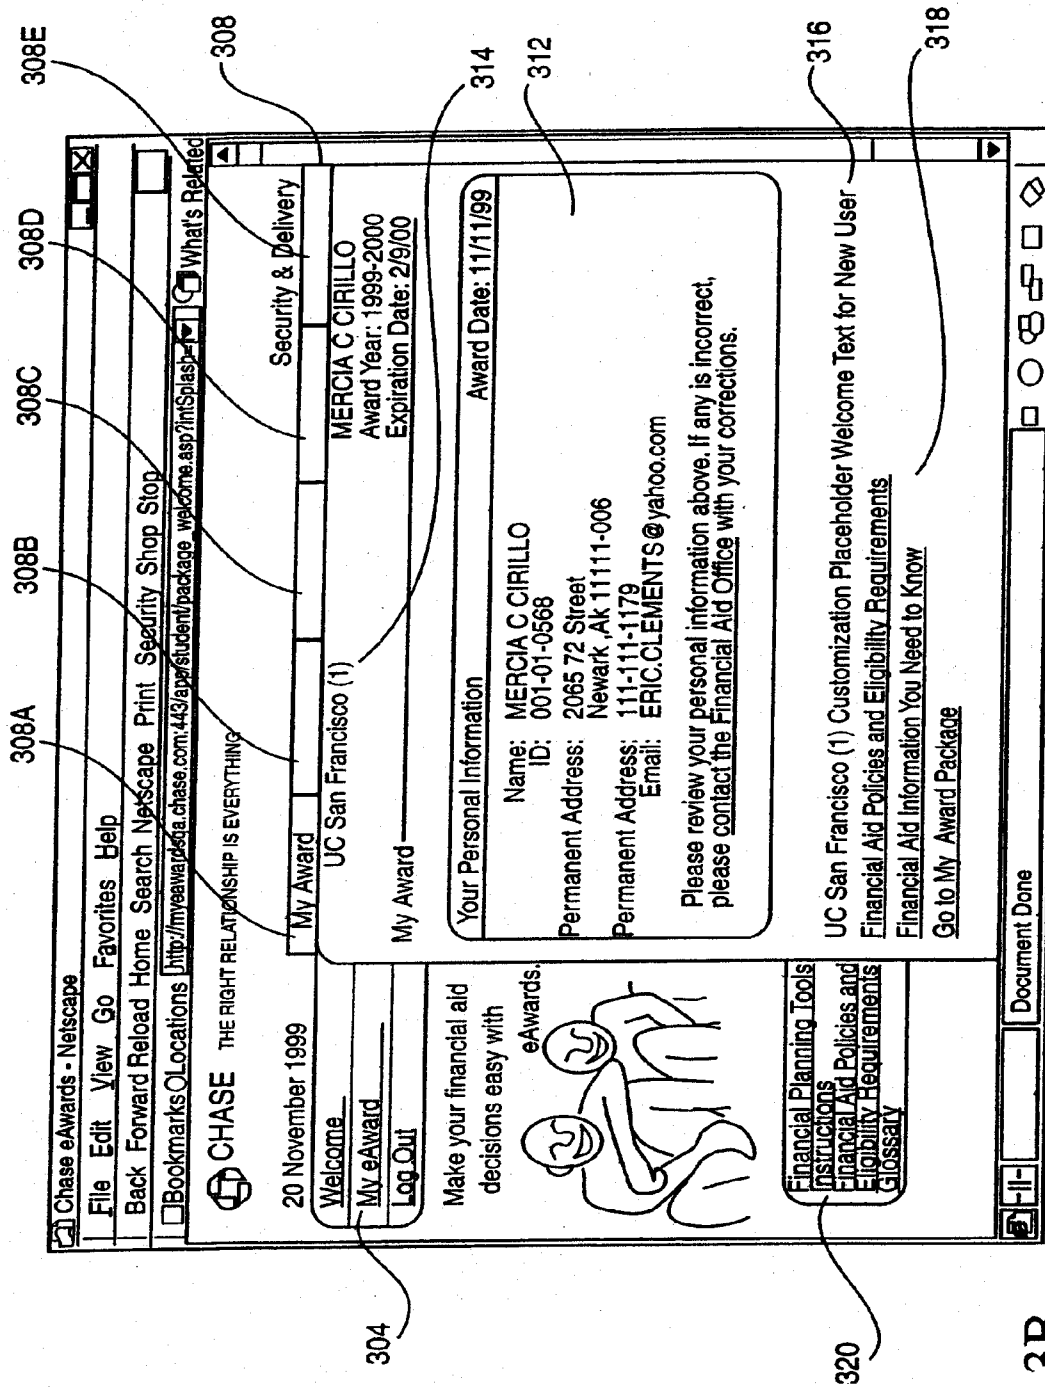 308A
308B
308C
308D
308E
308
314
312
316
318
304
320
Chase eAwards - Netscape
File Edit View Go Favorites Help
Back Forward Reload Home Search Netscape Print Security Shop Stop
Bookmarks Locations http://myeawardsqa.chase.com:443/app/student/package_welcome.asp?intSplash= What's Related
CHASE THE RIGHT RELATIONSHIP IS EVERYTHING
Security & Delivery
20 November 1999
Welcome
My eAward
Log Out
Make your financial aid
decisions easy with
eAwards.
Financial Planning Tools
Instructions
Financial Aid Policies and
Eligibility Requirements
Glossary
My Award
UC San Francisco (1)
MERCIA C CIRILLO
Award Year: 1999-2000
Expiration Date: 2/9/00
My Award
Your Personal Information Award Date: 11/11/99
Name: MERCIA C CIRILLO
ID: 001-01-0568
Permanent Address: 2065 72 Street
Newark ,Ak 11111-006
Permanent Address: 111-111-1179
Email: ERIC.CLEMENTS@yahoo.com
Please review your personal information above. If any is incorrect,
please contact the Financial Aid Office with your corrections.
UC San Francisco (1) Customization Placeholder Welcome Text for New User
Financial Aid Policies and Eligibility Requirements
Financial Aid Information You Need to Know
Go to My Award Package
Document Done